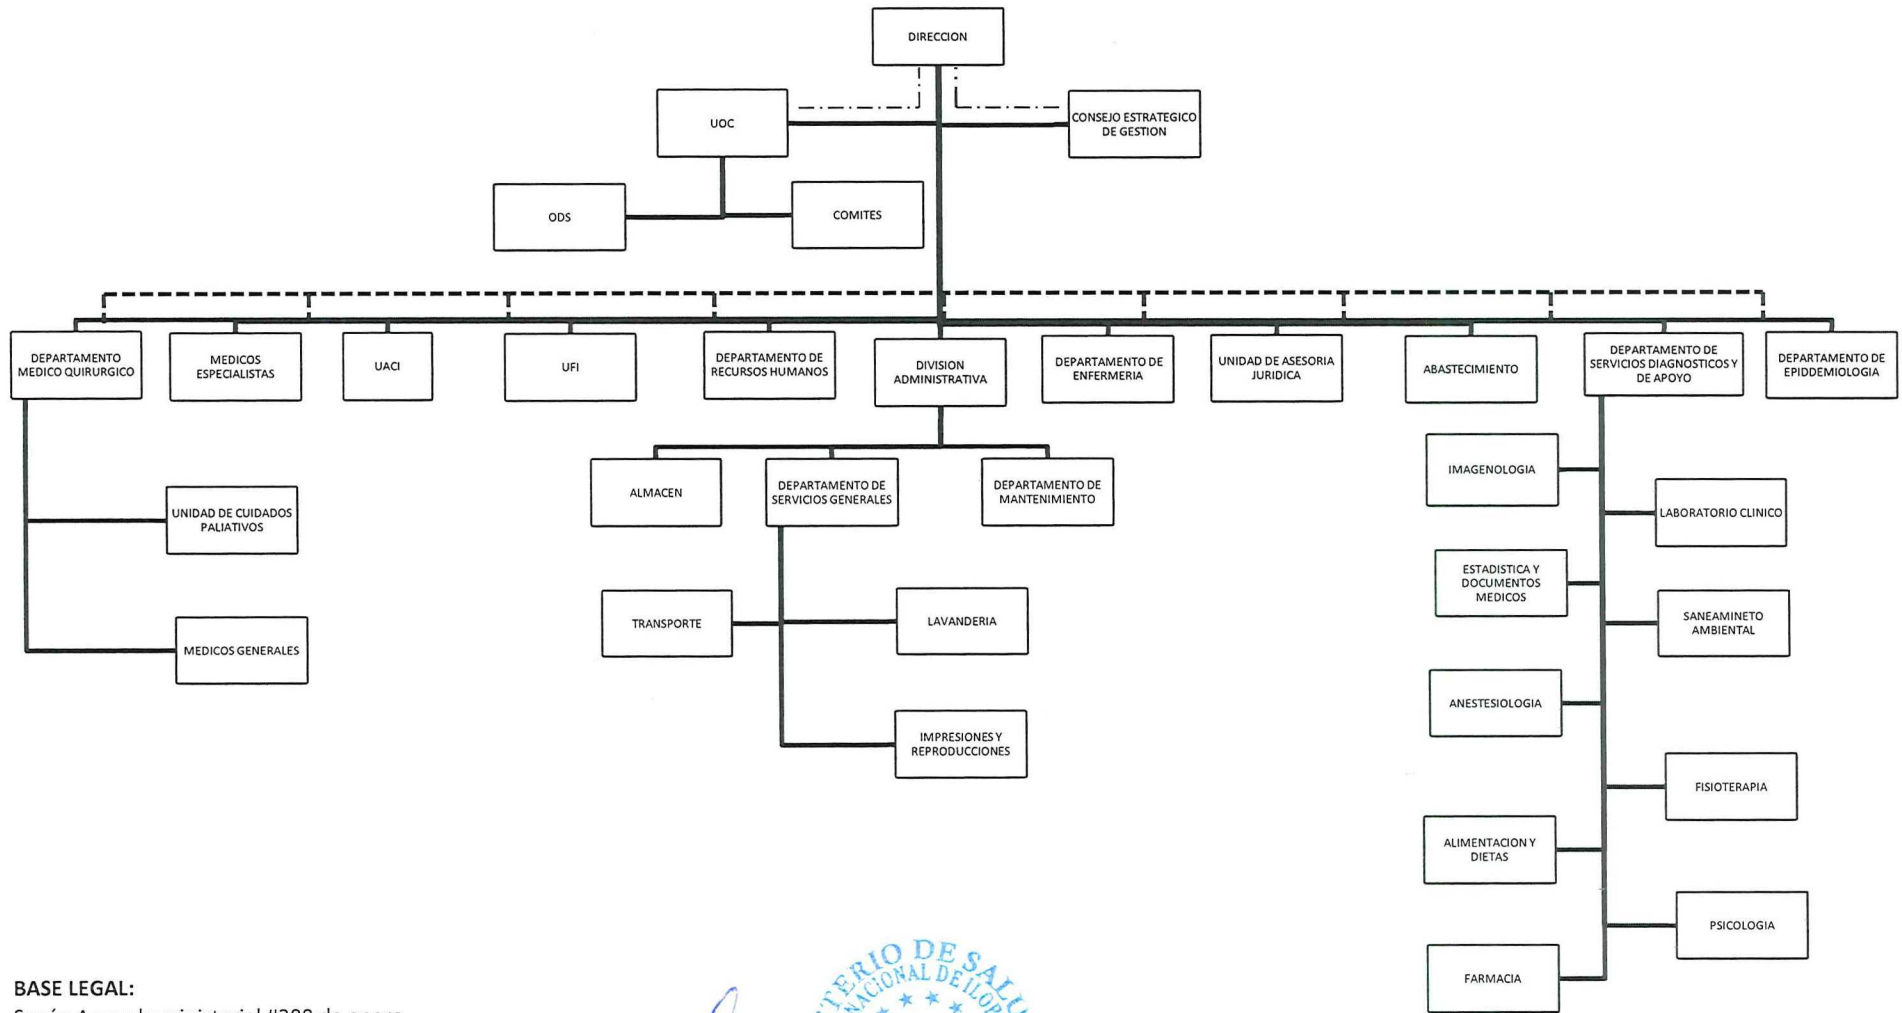 DIRECCION
UOC
CONSEJO ESTRATEGICO
DE GESTION
ODS
COMITES
DEPARTAMENTO
MEDICO QUIRURGICO
MEDICOS
ESPECIALISTAS
UACI
UFI
DEPARTAMENTO DE
RECURSOS HUMANOS
DIVISION
ADMINISTRATIVA
DEPARTAMENTO DE
ENFERMERIA
UNIDAD DE ASESORIA
JURIDICA
ABASTECIMIENTO
DEPARTAMENTO DE
SERVICIOS DIAGNOSTICOS Y
DE APOYO
DEPARTAMENTO DE
EPIDDEMIOLOGIA
UNIDAD DE CUIDADOS
PALIATIVOS
MEDICOS GENERALES
ALMACEN
DEPARTAMENTO DE
SERVICIOS GENERALES
DEPARTAMENTO DE
MANTENIMIENTO
TRANSPORTE
LAVANDERIA
IMPRESIONES Y
REPRODUCCIONES
IMAGENOLOGIA
LABORATORIO CLINICO
ESTADISTICA Y
DOCUMENTOS
MEDICOS
SANEAMINETO
AMBIENTAL
ANESTESIOLOGIA
FISIOTERAPIA
ALIMENTACION Y
DIETAS
PSICOLOGIA
FARMACIA
BASE LEGAL:
DE